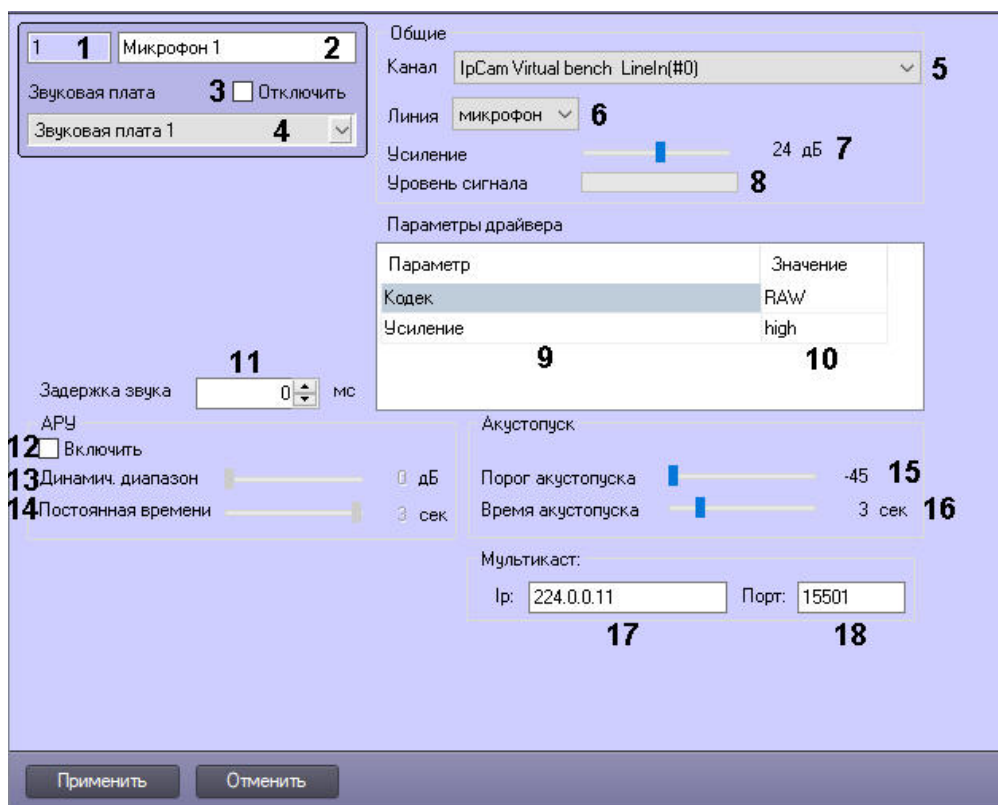 1 1 Микрофон 1 2
Звуковая плата 3 Отключить
Звуковая плата 1 4
Общие
Канал IpCam Virtual bench LineIn(#0) 5
Линия микрофон 6
Усиление 24 дБ 7
Уровень сигнала 8
Параметры драйвера
Параметр Значение
Кодек RAW
Усиление high
9 10
11
Задержка звука 0 мс
АРУ
12 Включить
13 Динамич. диапазон 0 дБ
14 Постоянная времени 3 сек
Акустопуск
Порог акустопуска -45 15
Время акустопуска 3 сек 16
Мультикаст:
Ip: 224.0.0.11 Порт: 15501
17 18
Применить Отменить